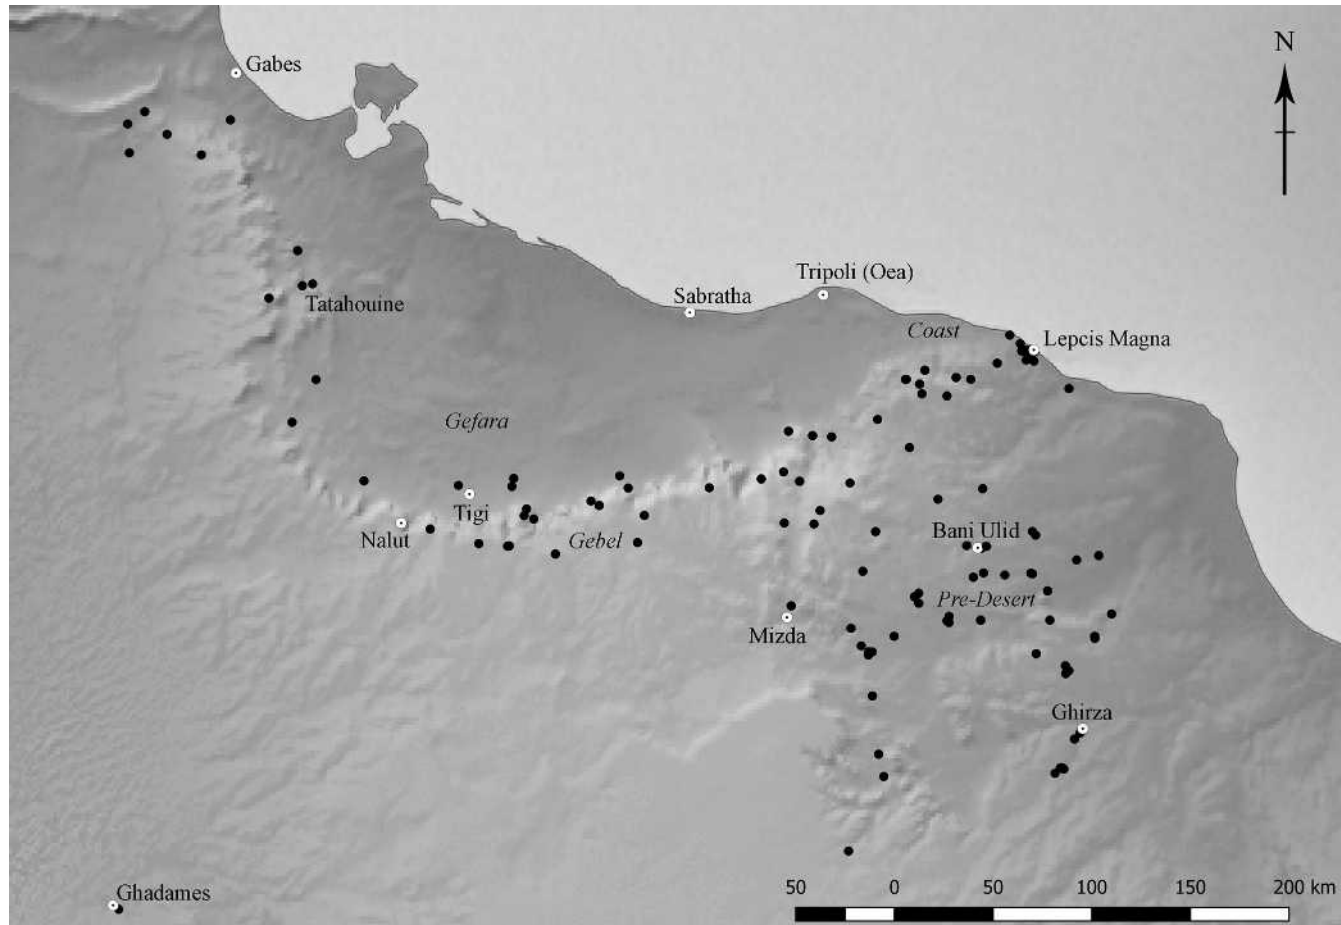 N
Gabes
Tripoli (Oea)
Sabratha
Tatahouine
Coast
Lepcis Magna
Gefara
Tigi
Nalut
Gebel
Bani Ulid
Pre-Desert
Mizda
Ghirza
Ghadames
50 0 50 100 150 200 km